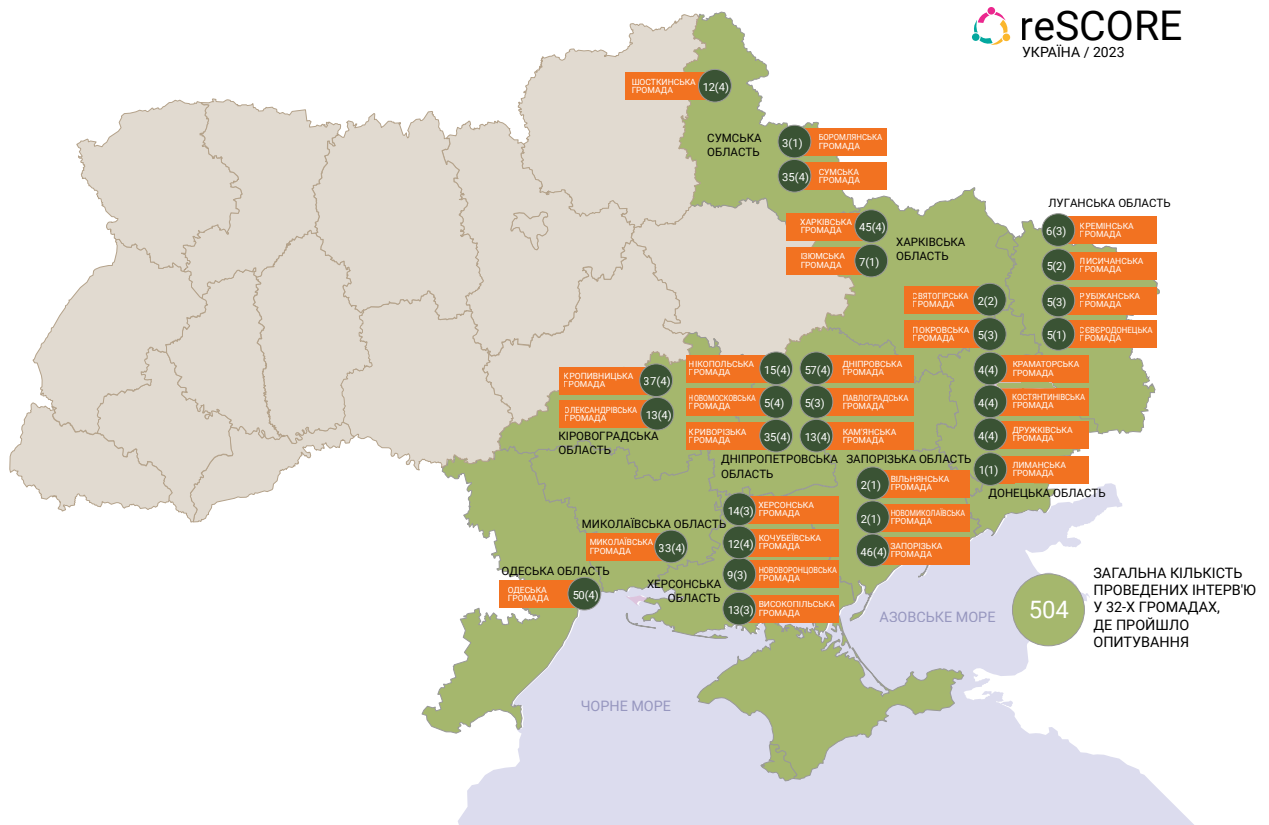 reSCORE
УКРАЇНА / 2023
ШОСТКИНСЬКА
ГРОМАДА
12(4)
СУМСЬКА
ОБЛАСТЬ
3(1)
БОРОМЛЯНСЬКА
ГРОМАДА
35(4)
СУМСЬКА
ГРОМАДА
ХАРКІВСЬКА
ГРОМАДА
45(4)
ІЗЮМСЬКА
ГРОМАДА
7(1)
ХАРКІВСЬКА
ОБЛАСТЬ
ЛУГАНСЬКА ОБЛАСТЬ
6(3)
КРЕМІНСЬКА
ГРОМАДА
5(2)
ЛИСИЧАНСЬКА
ГРОМАДА
5(3)
РУБІЖАНСЬКА
ГРОМАДА
5(1)
СЄВЄРОДОНЕЦЬКА
ГРОМАДА
СВЯТОГІРСЬКА
ГРОМАДА
2(2)
ПОКРОВСЬКА
ГРОМАДА
5(3)
4(4)
КРАМАТОРСЬКА
ГРОМАДА
4(4)
КОСТЯНТИНІВСЬКА
ГРОМАДА
4(4)
ДРУЖКІВСЬКА
ГРОМАДА
1(1)
ЛИМАНСЬКА
ГРОМАДА
ДОНЕЦЬКА ОБЛАСТЬ
КРОПИВНИЦЬКА
ГРОМАДА
37(4)
ОЛЕКСАНДРІВСЬКА
ГРОМАДА
13(4)
КІРОВОГРАДСЬКА
ОБЛАСТЬ
НІКОПОЛЬСЬКА
ГРОМАДА
15(4)
НОВОМОСКОВСЬКА
ГРОМАДА
5(4)
КРИВОРІЗЬКА
ГРОМАДА
35(4)
57(4)
ДНІПРОВСЬКА
ГРОМАДА
5(3)
ПАВЛОГРАДСЬКА
ГРОМАДА
13(4)
КАМ'ЯНСЬКА
ГРОМАДА
ДНІПРОПЕТРОВСЬКА
ОБЛАСТЬ
ЗАПОРІЗЬКА ОБЛАСТЬ
2(1)
ВІЛЬНЯНСЬКА
ГРОМАДА
2(1)
НОВОМИКОЛАЇВСЬКА
ГРОМАДА
46(4)
ЗАПОРІЗЬКА
ГРОМАДА
МИКОЛАЇВСЬКА ОБЛАСТЬ
МИКОЛАЇВСЬКА
ГРОМАДА
33(4)
14(3)
ХЕРСОНСЬКА
ГРОМАДА
12(4)
КОЧУБЕЇВСЬКА
ГРОМАДА
9(3)
НОВОВОРОНЦОВСЬКА
ГРОМАДА
13(3)
ВИСОКОПІЛЬСЬКА
ГРОМАДА
ХЕРСОНСЬКА
ОБЛАСТЬ
ОДЕСЬКА ОБЛАСТЬ
ОДЕСЬКА
ГРОМАДА
50(4)
АЗОВСЬКЕ МОРЕ
ЧОРНЕ МОРЕ
504
ЗАГАЛЬНА КІЛЬКІСТЬ
ПРОВЕДЕНИХ ІНТЕРВ'Ю
У 32-Х ГРОМАДАХ,
ДЕ ПРОЙШЛО
ОПИТУВАННЯ